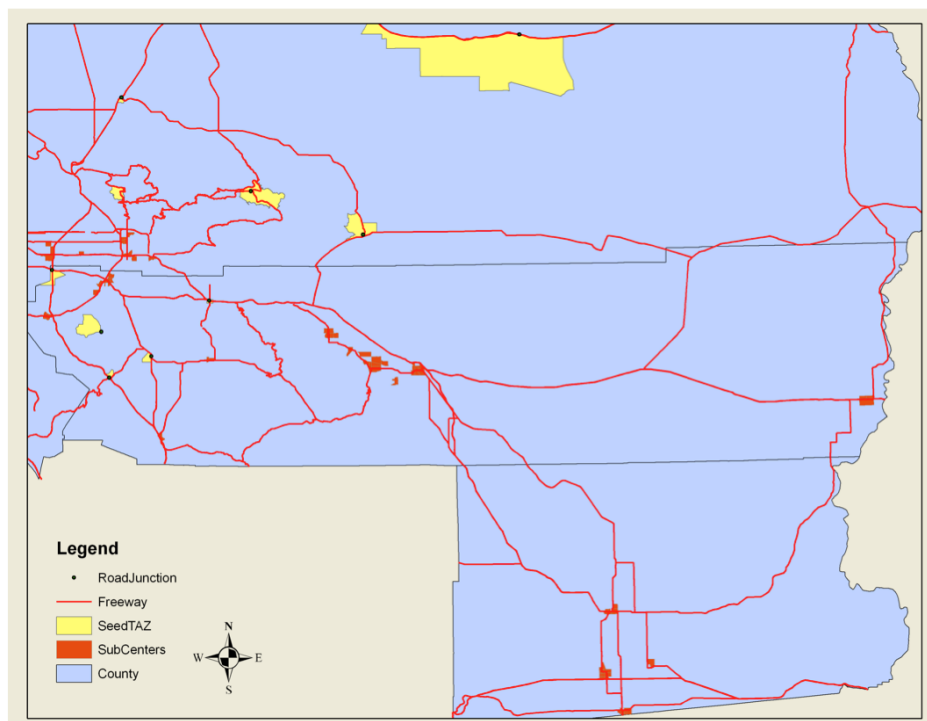 Legend
RoadJunction
Freeway
SeedTAZ
SubCenters
County
N
W E
S